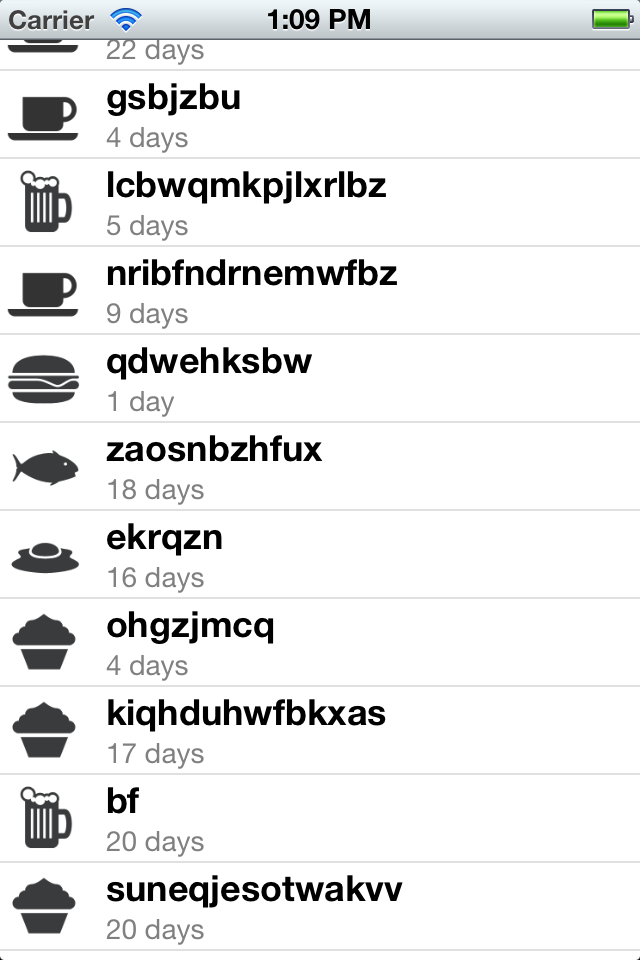 Carrier 1:09 PM
22 days
gsbjzbu
4 days
lcbwqmkpjlxrlbz
5 days
nribfndrnemwfbz
9 days
qdwehksbw
1 day
zaosnbzhfux
18 days
ekrqzn
16 days
ohgzjmcq
4 days
kiqhduhwfbkxas
17 days
bf
20 days
suneqjesotwakvv
20 days